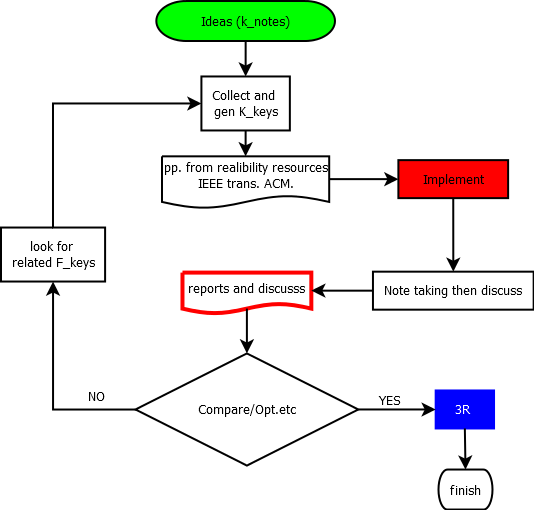 Ideas (k_notes)
Collect and
gen K_keys
pp. from realibility resources
IEEE trans. ACM.
Implement
look for
related F_keys
reports and discusss
Note taking then discuss
NO
Compare/Opt.etc
YES
3R
finish